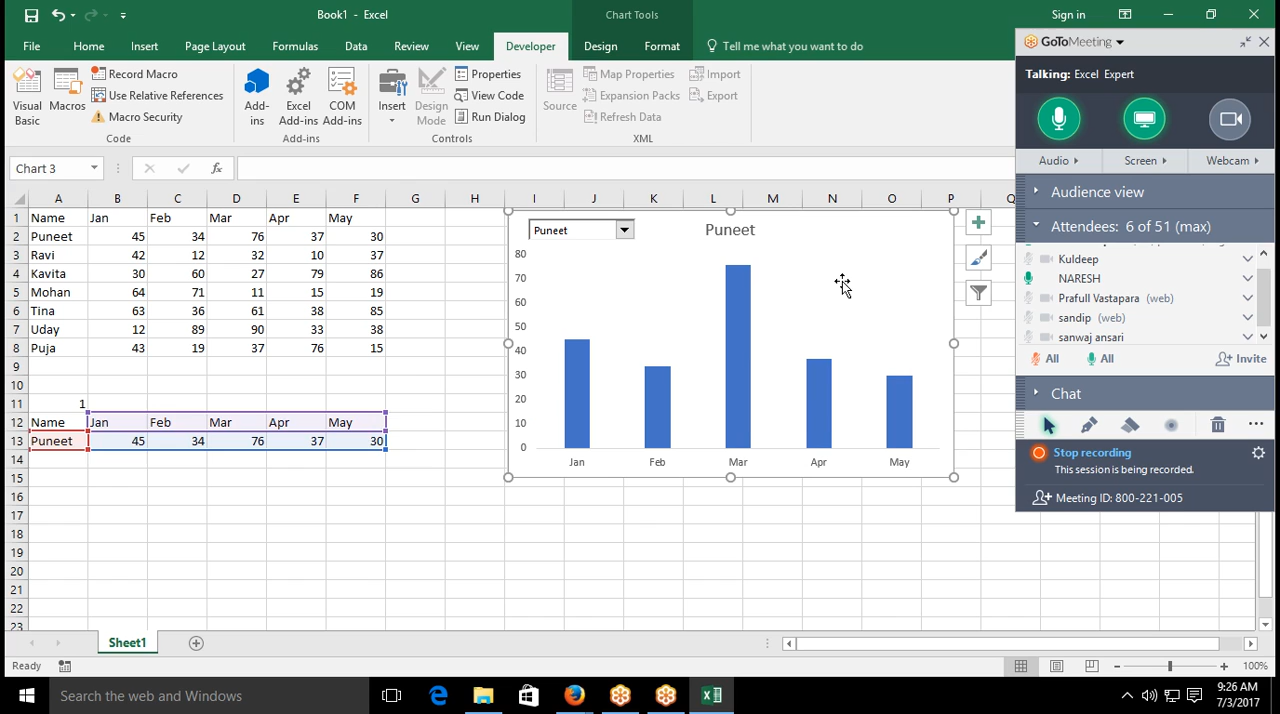 Book1 - Excel
Chart Tools
Sign in
File Home Insert Page Layout Formulas Data Review View Developer Design Format Tell me what you want to do
Visual Basic
Macros
Record Macro
Use Relative References
Macro Security
Code
Add-ins
Excel Add-ins
COM Add-ins
Add-ins
Insert
Design Mode
Properties
View Code
Run Dialog
Controls
Source
Map Properties
Expansion Packs
Refresh Data
Import
Export
XML
Chart 3
fx
A B C D E F G H I J K L M N O P Q
1 Name Jan Feb Mar Apr May
2 Puneet 45 34 76 37 30
3 Ravi 42 12 32 10 37
4 Kavita 30 60 27 79 86
5 Mohan 64 71 11 15 19
6 Tina 63 36 61 38 85
7 Uday 12 89 90 33 38
8 Puja 43 19 37 76 15
9
10
11 1
12 Name Jan Feb Mar Apr May
13 Puneet 45 34 76 37 30
14
15
16
17
18
19
20
21
22
23
Puneet
Puneet
80
70
60
50
40
30
20
10
0
Jan Feb Mar Apr May
GoToMeeting
Talking: Excel Expert
Audio Screen Webcam
Audience view
Attendees: 6 of 51 (max)
Kuldeep
NARESH
Prafull Vastapara (web)
sandip (web)
sanwaj ansari
All All Invite
Chat
Stop recording
This session is being recorded.
Meeting ID: 800-221-005
Sheet1
Ready
100%
Search the web and Windows
9:26 AM
7/3/2017